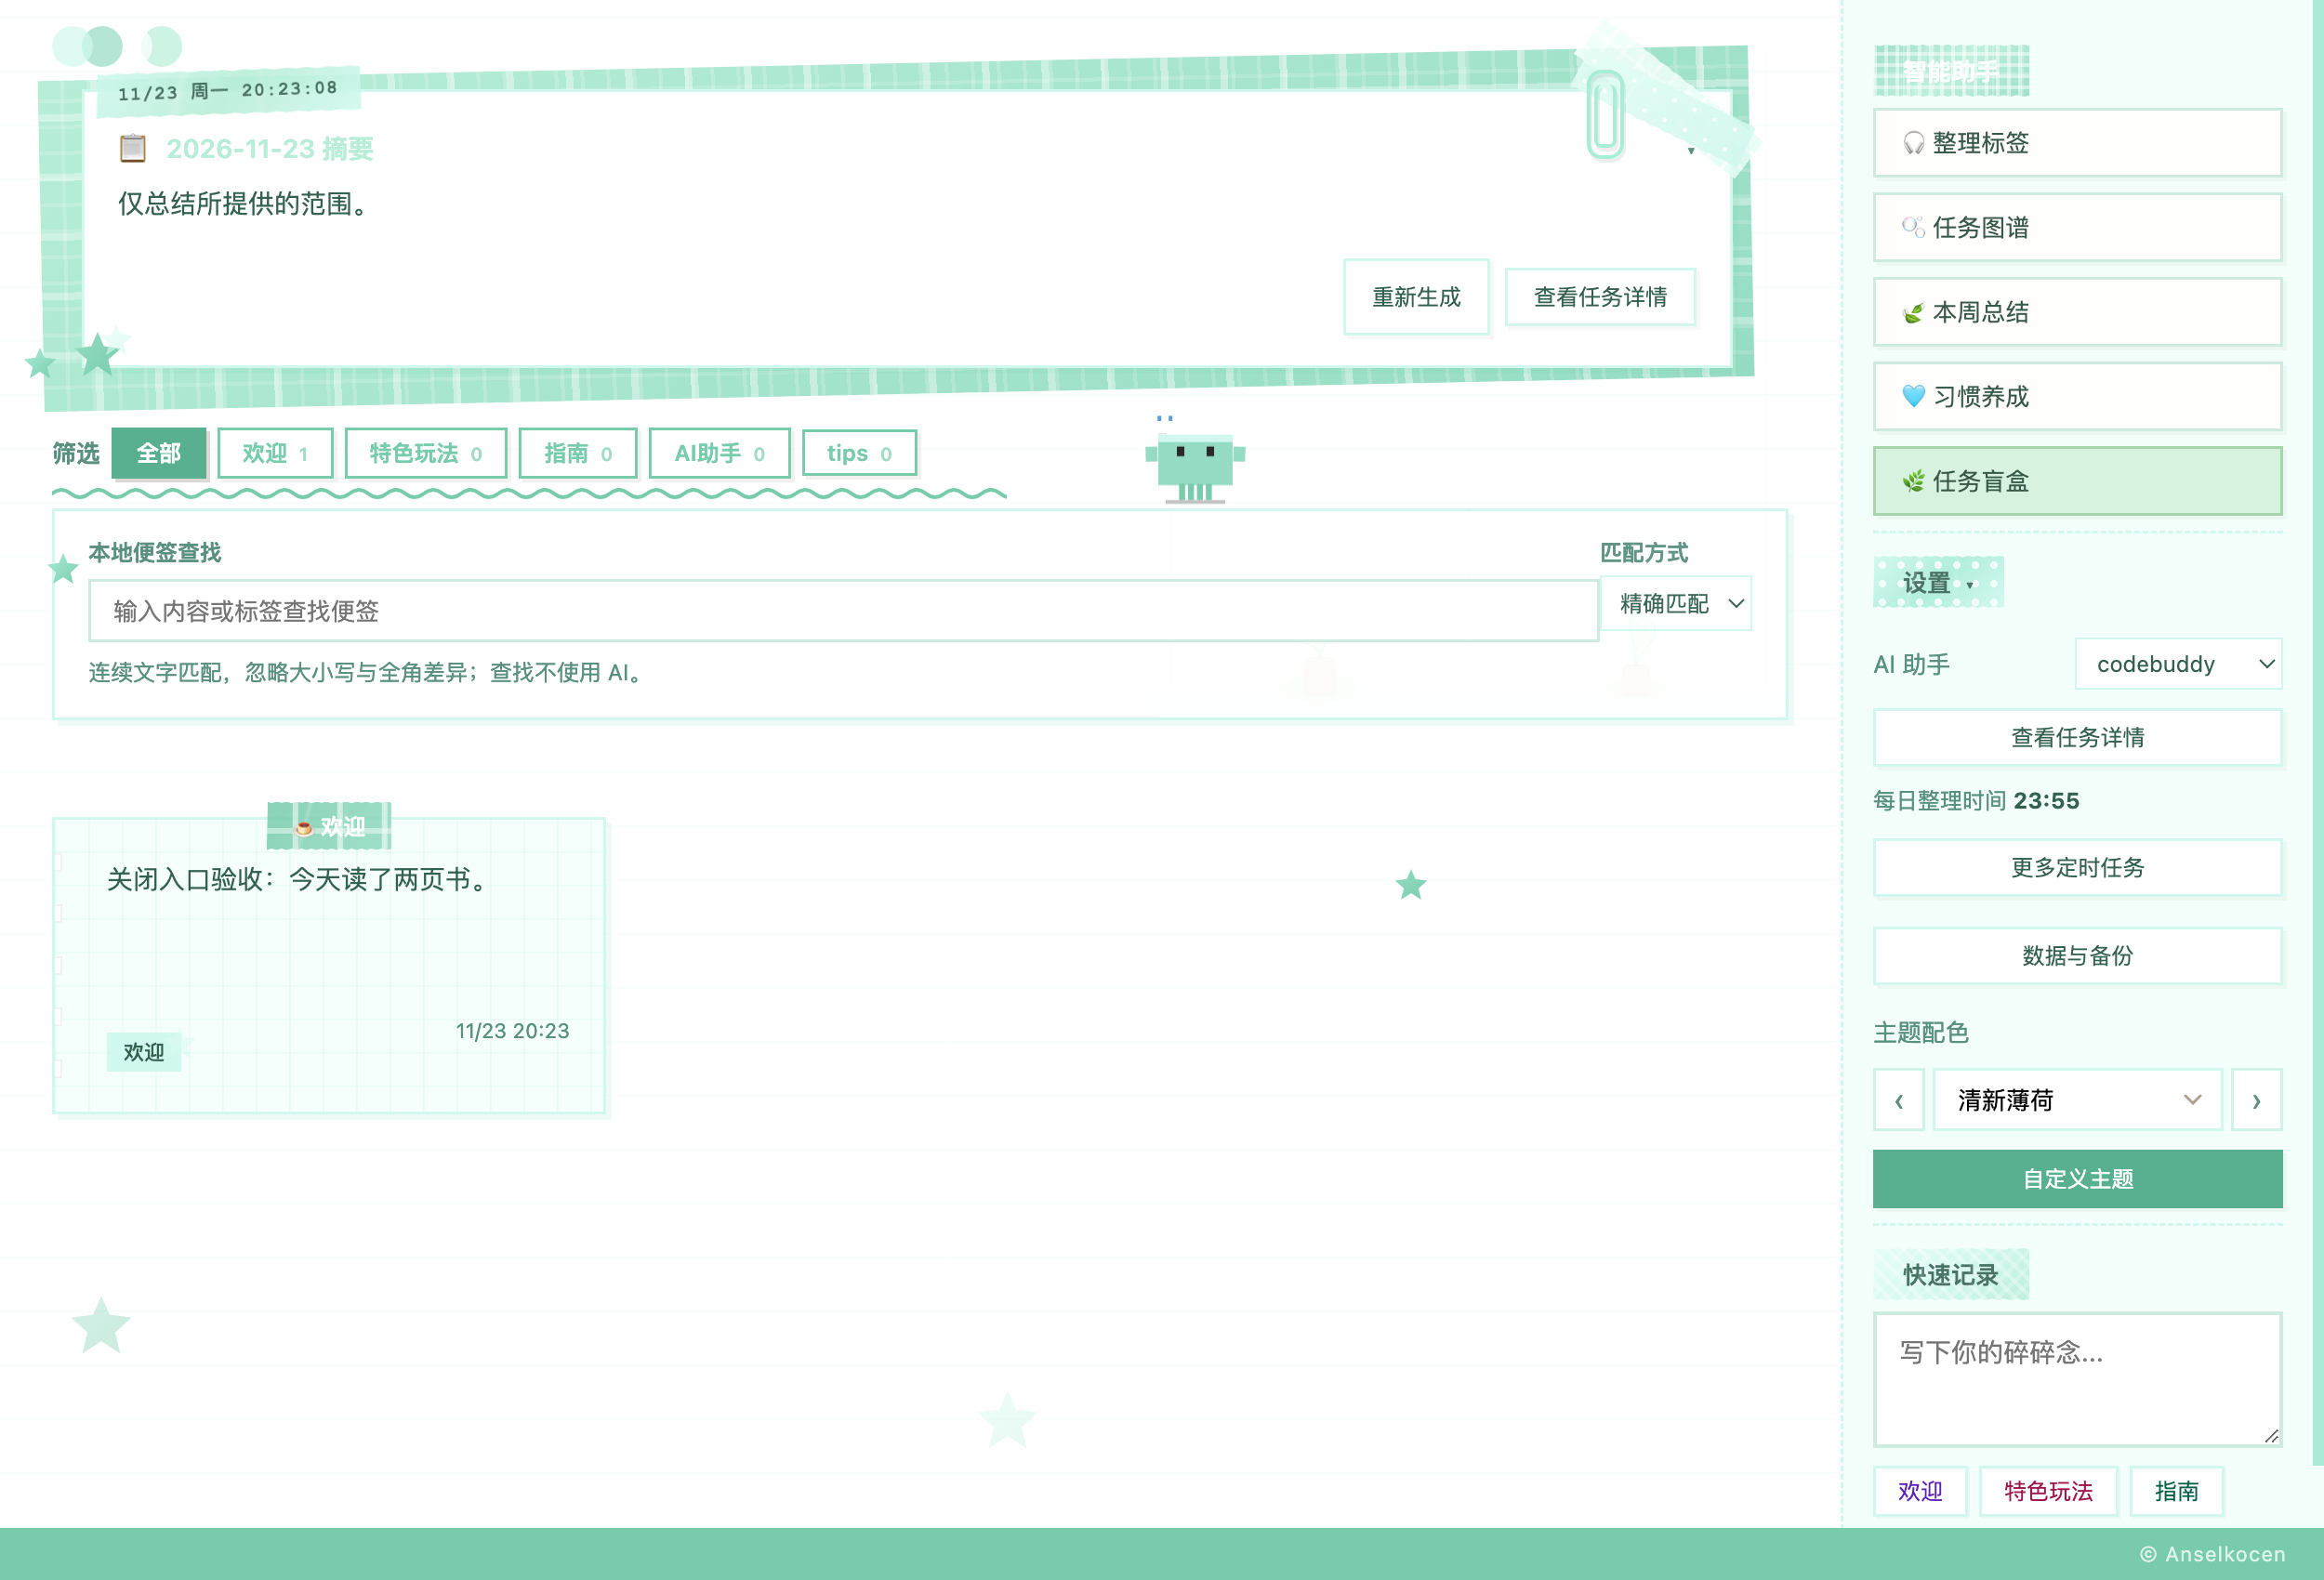 11/23 周一 20:23:08
2026-11-23 摘要
仅总结所提供的范围。
重新生成
查看任务详情
筛选
全部
欢迎 1
特色玩法 0
指南 0
AI助手 0
tips 0
本地便签查找
匹配方式
输入内容或标签查找便签
精确匹配
连续文字匹配，忽略大小写与全角差异；查找不使用 AI。
欢迎
关闭入口验收：今天读了两页书。
11/23 20:23
欢迎
智能助手
整理标签
任务图谱
本周总结
习惯养成
任务盲盒
设置
AI 助手
codebuddy
查看任务详情
每日整理时间 23:55
更多定时任务
数据与备份
主题配色
清新薄荷
自定义主题
快速记录
写下你的碎碎念...
欢迎
特色玩法
指南
© Anselkocen